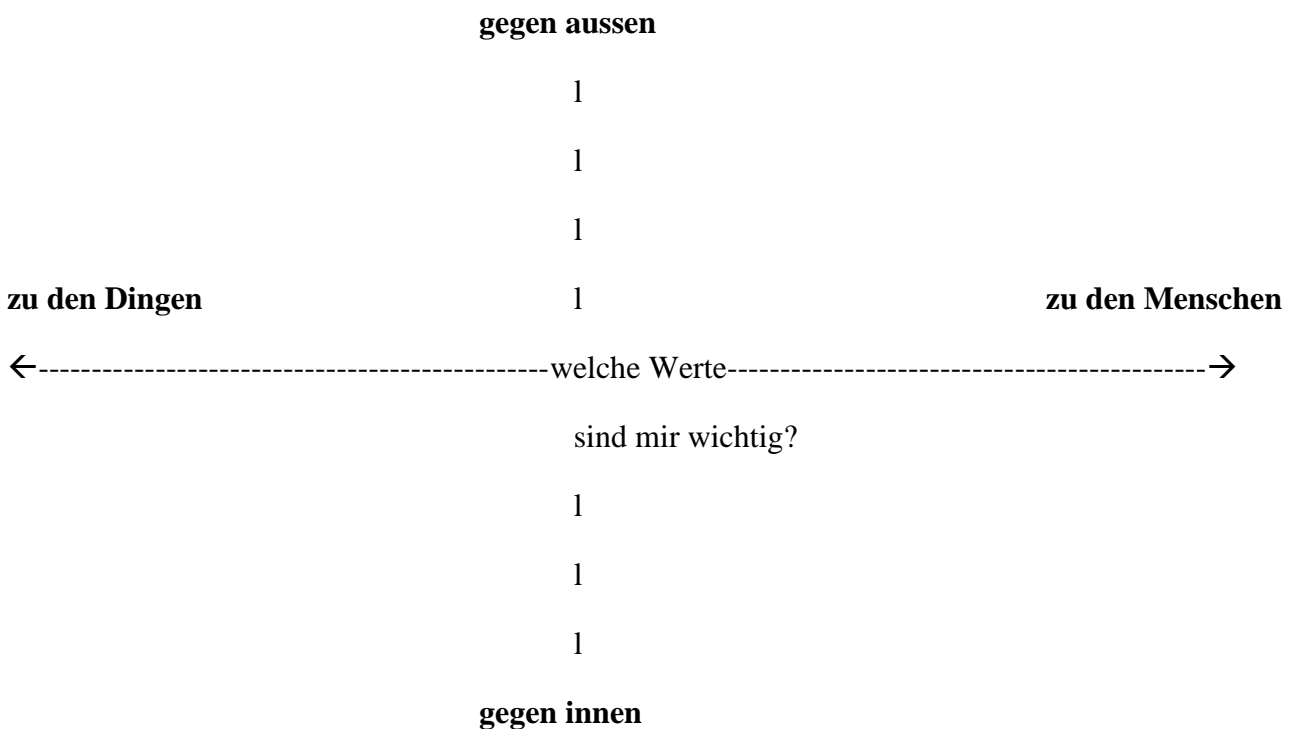 gegen aussen
l
l
l
zu den Dingen l zu den Menschen
←-------------------------------------------------welche Werte----------------------------------------------→
sind mir wichtig?
l
l
l
gegen innen